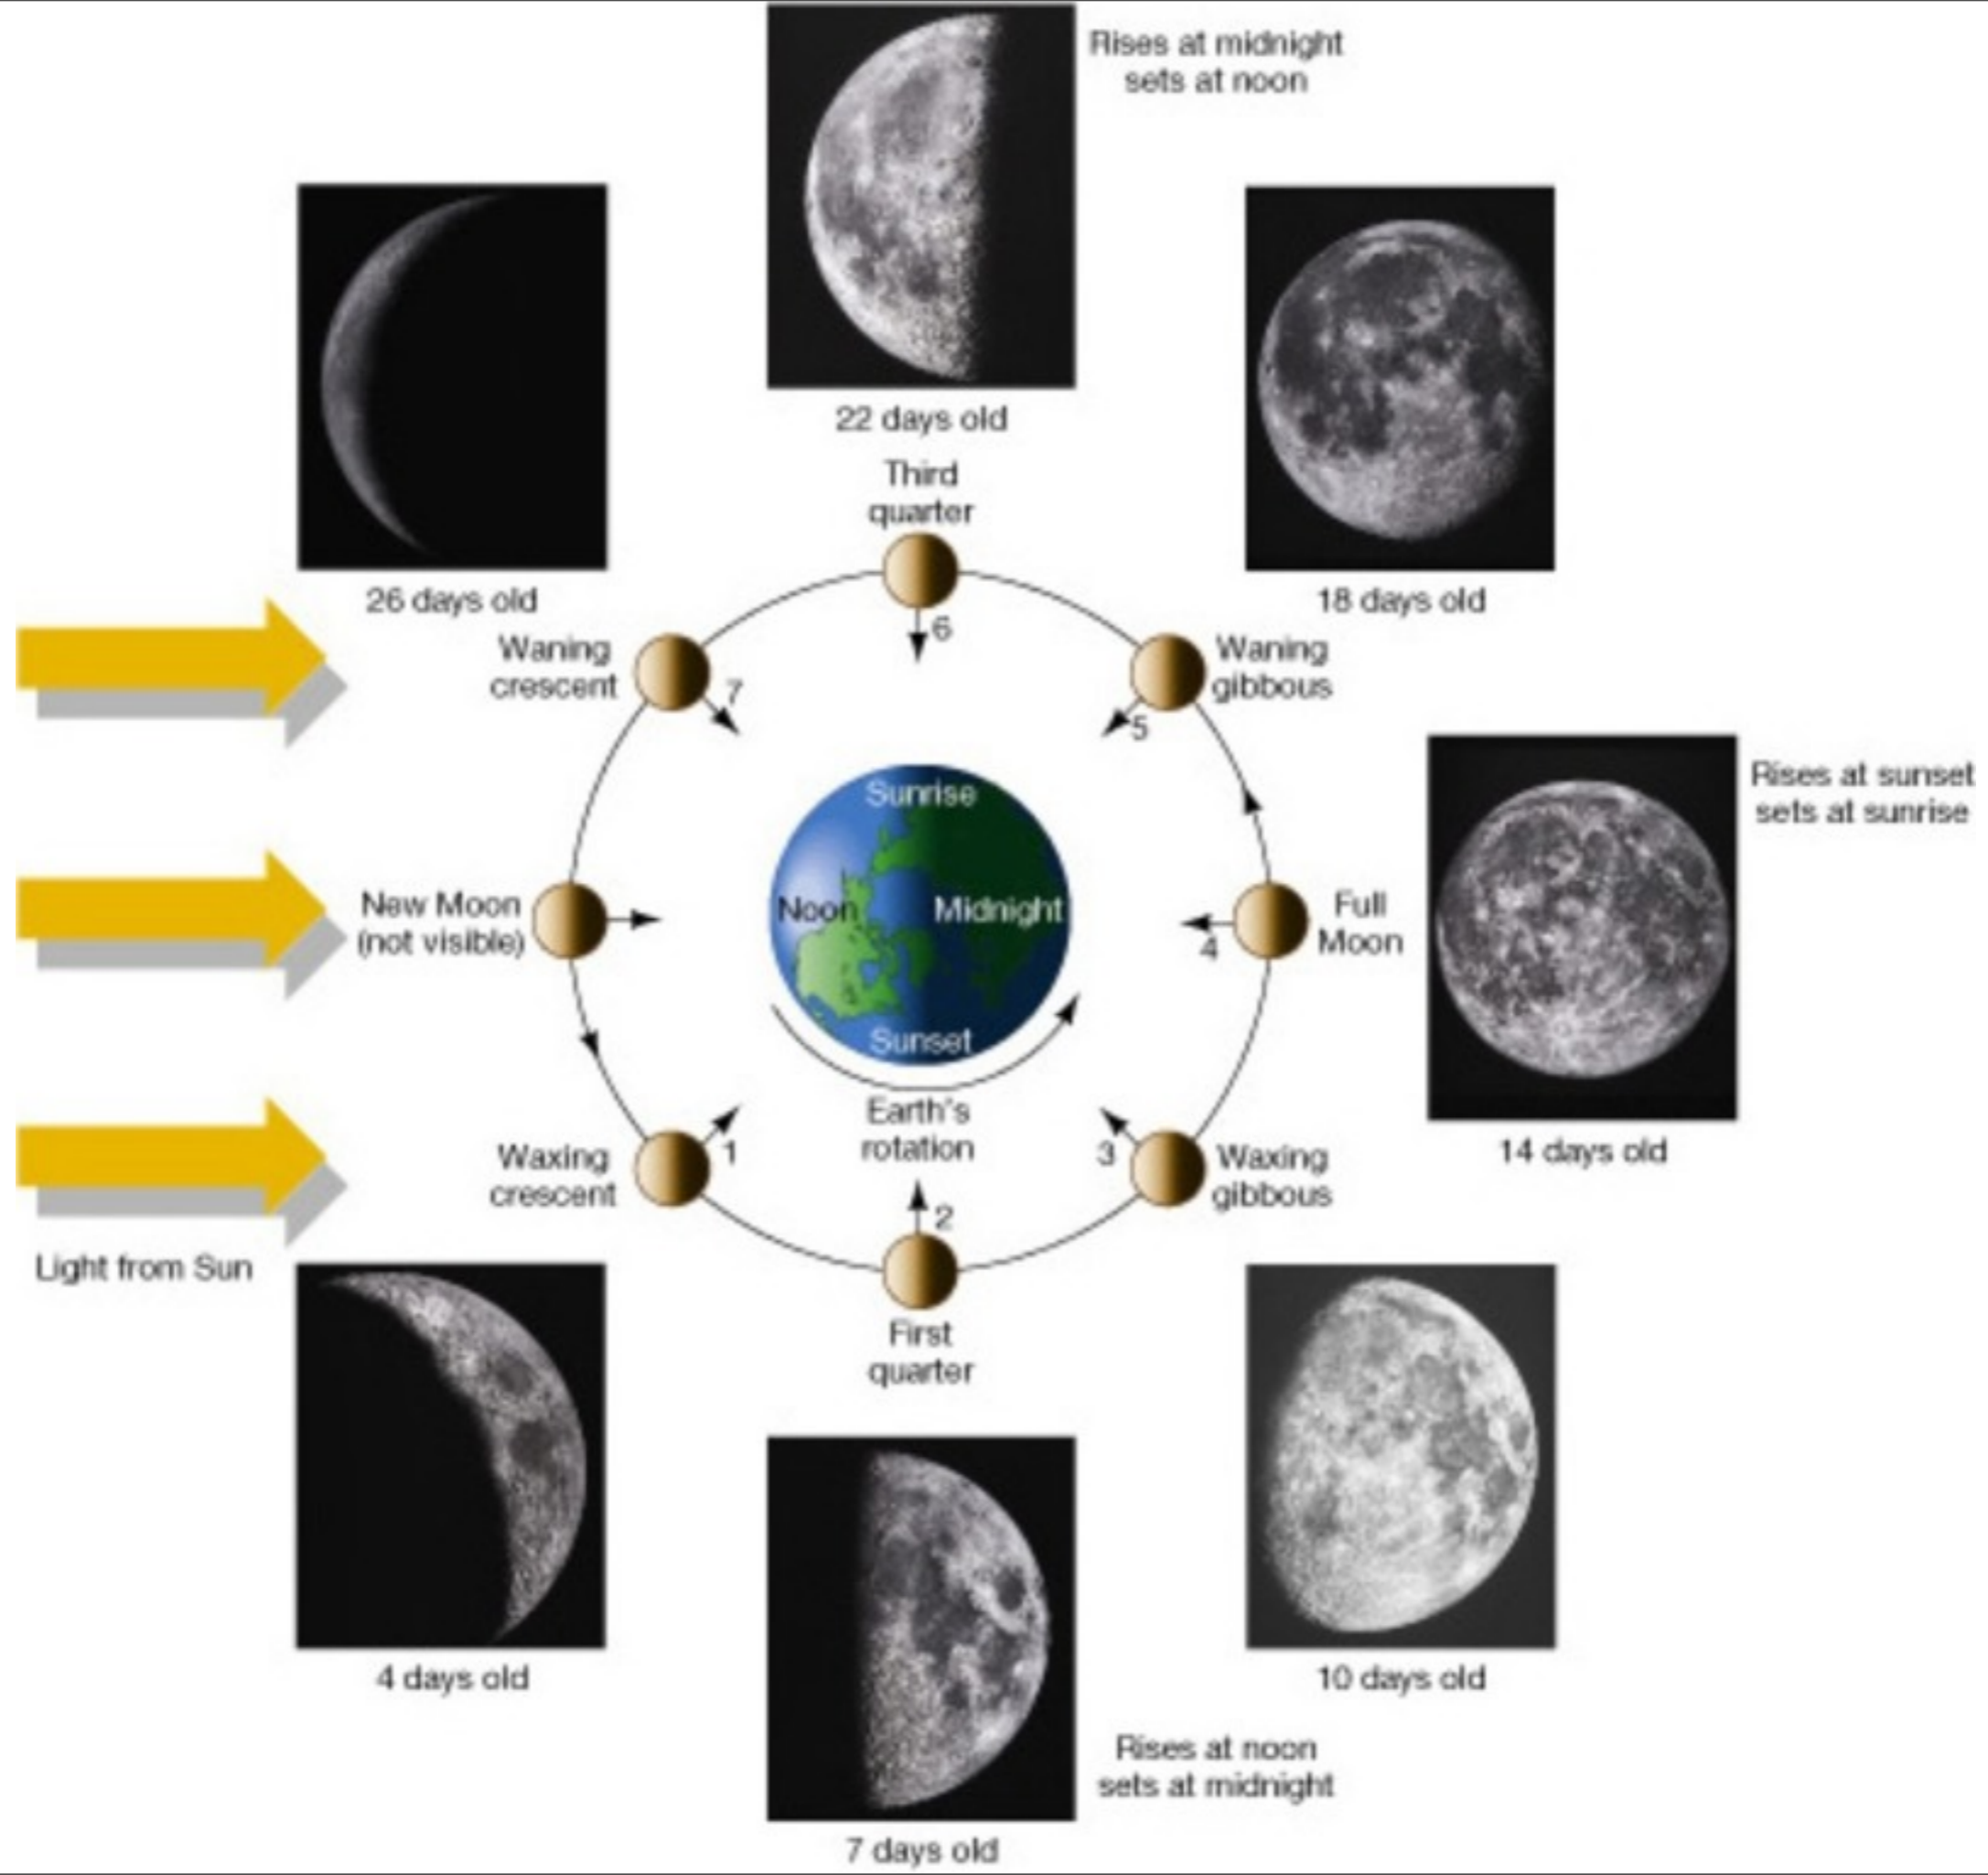 Rises at midnight
sets at noon
22 days old
Third
quarter
26 days old
18 days old
6
Waning
crescent
7
Waning
gibbous
5
Sunrise
Rises at sunset
sets at sunrise
New Moon
(not visible)
Noon
Midnight
4
Full
Moon
Sunset
Earth's
rotation
Waxing
crescent
1
3
Waxing
gibbous
14 days old
2
Light from Sun
First
quarter
4 days old
10 days old
Rises at noon
sets at midnight
7 days old